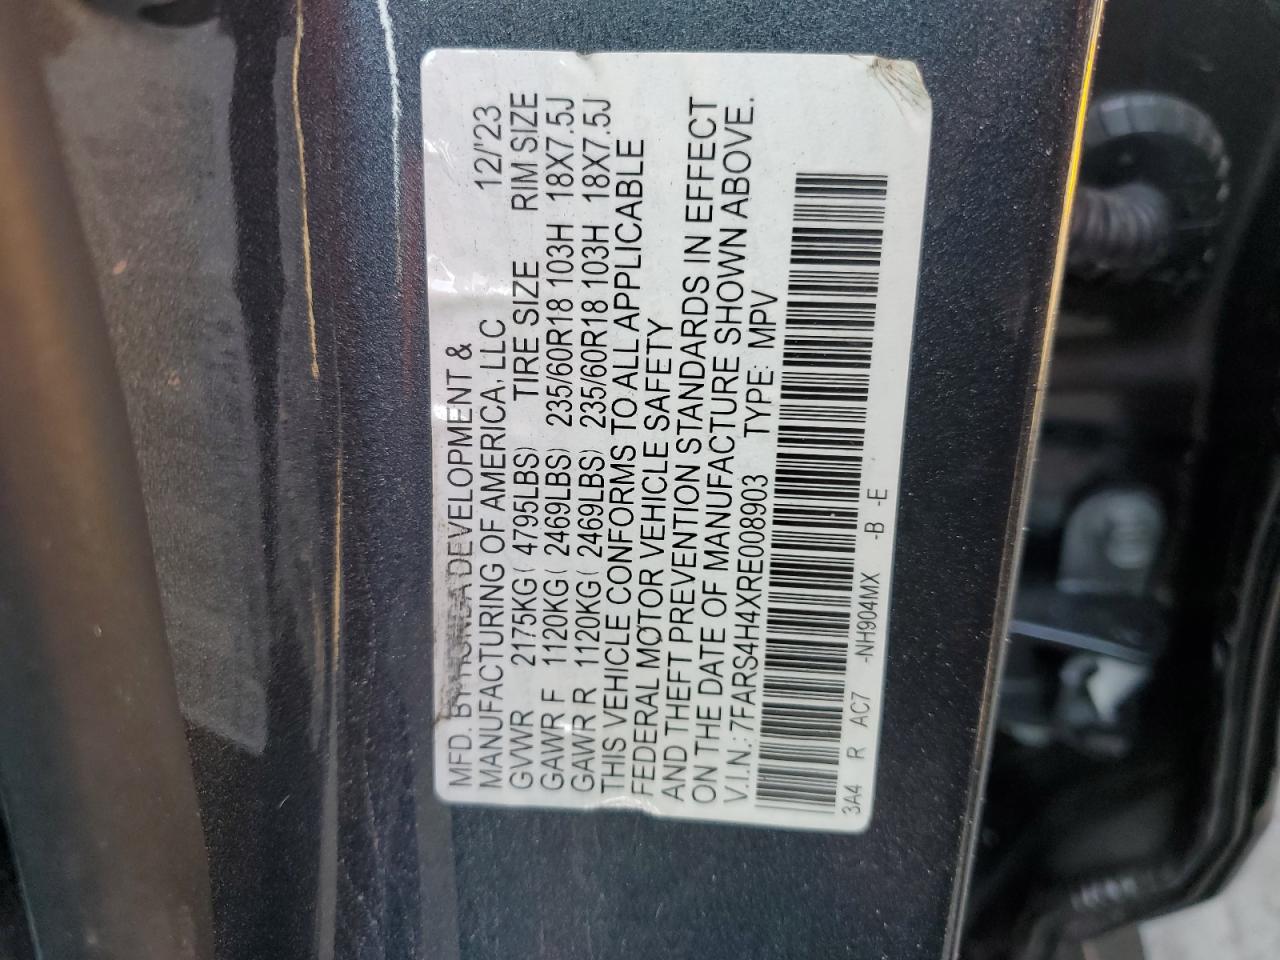 MFD. BY HONDA DEVELOPMENT &
MANUFACTURING OF AMERICA, LLC 12/'23
GVWR 2175KG( 4795LBS) TIRE SIZE RIM SIZE
GAWR F 1120KG( 2469LBS) 235/60R18 103H 18X7.5J
GAWR R 1120KG( 2469LBS) 235/60R18 103H 18X7.5J
THIS VEHICLE CONFORMS TO ALL APPLICABLE
FEDERAL MOTOR VEHICLE SAFETY
AND THEFT PREVENTION STANDARDS IN EFFECT
ON THE DATE OF MANUFACTURE SHOWN ABOVE.
V.I.N.: 7FARS4H4XRE008903 TYPE: MPV
3A4 R AC7 -NH904MX -B -E